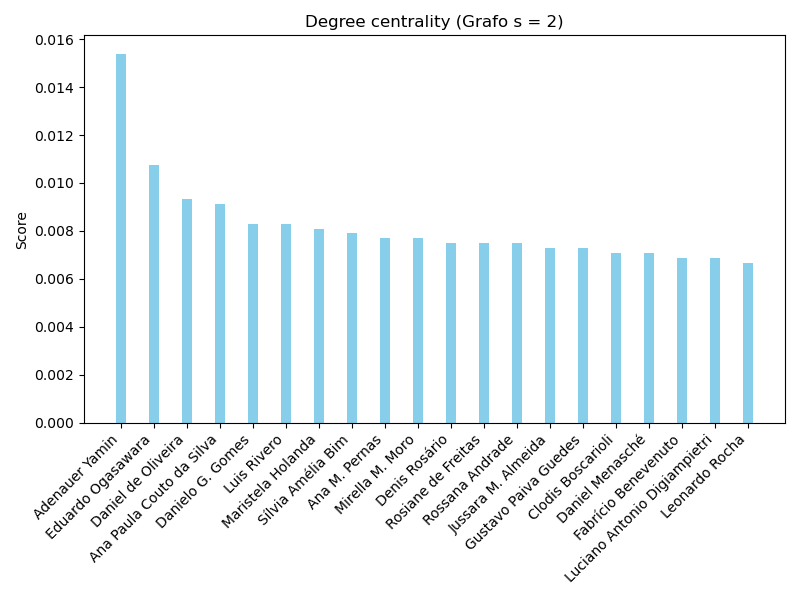 Degree centrality (Grafo s = 2)
0.016
0.014
0.012
0.010
0.008
0.006
0.004
0.002
0.000
Score
Adenauer Yamin
Eduardo Ogasawara
Daniel de Oliveira
Ana Paula Couto da Silva
Danielo G. Gomes
Luis Rivero
Maristela Holanda
Sílvia Amélia Bim
Ana M. Pernas
Mirella M. Moro
Denis Rosário
Rosiane de Freitas
Rossana Andrade
Jussara M. Almeida
Gustavo Paiva Guedes
Clodis Boscarioli
Daniel Menasché
Fabrício Benevenuto
Luciano Antonio Digiampietri
Leonardo Rocha